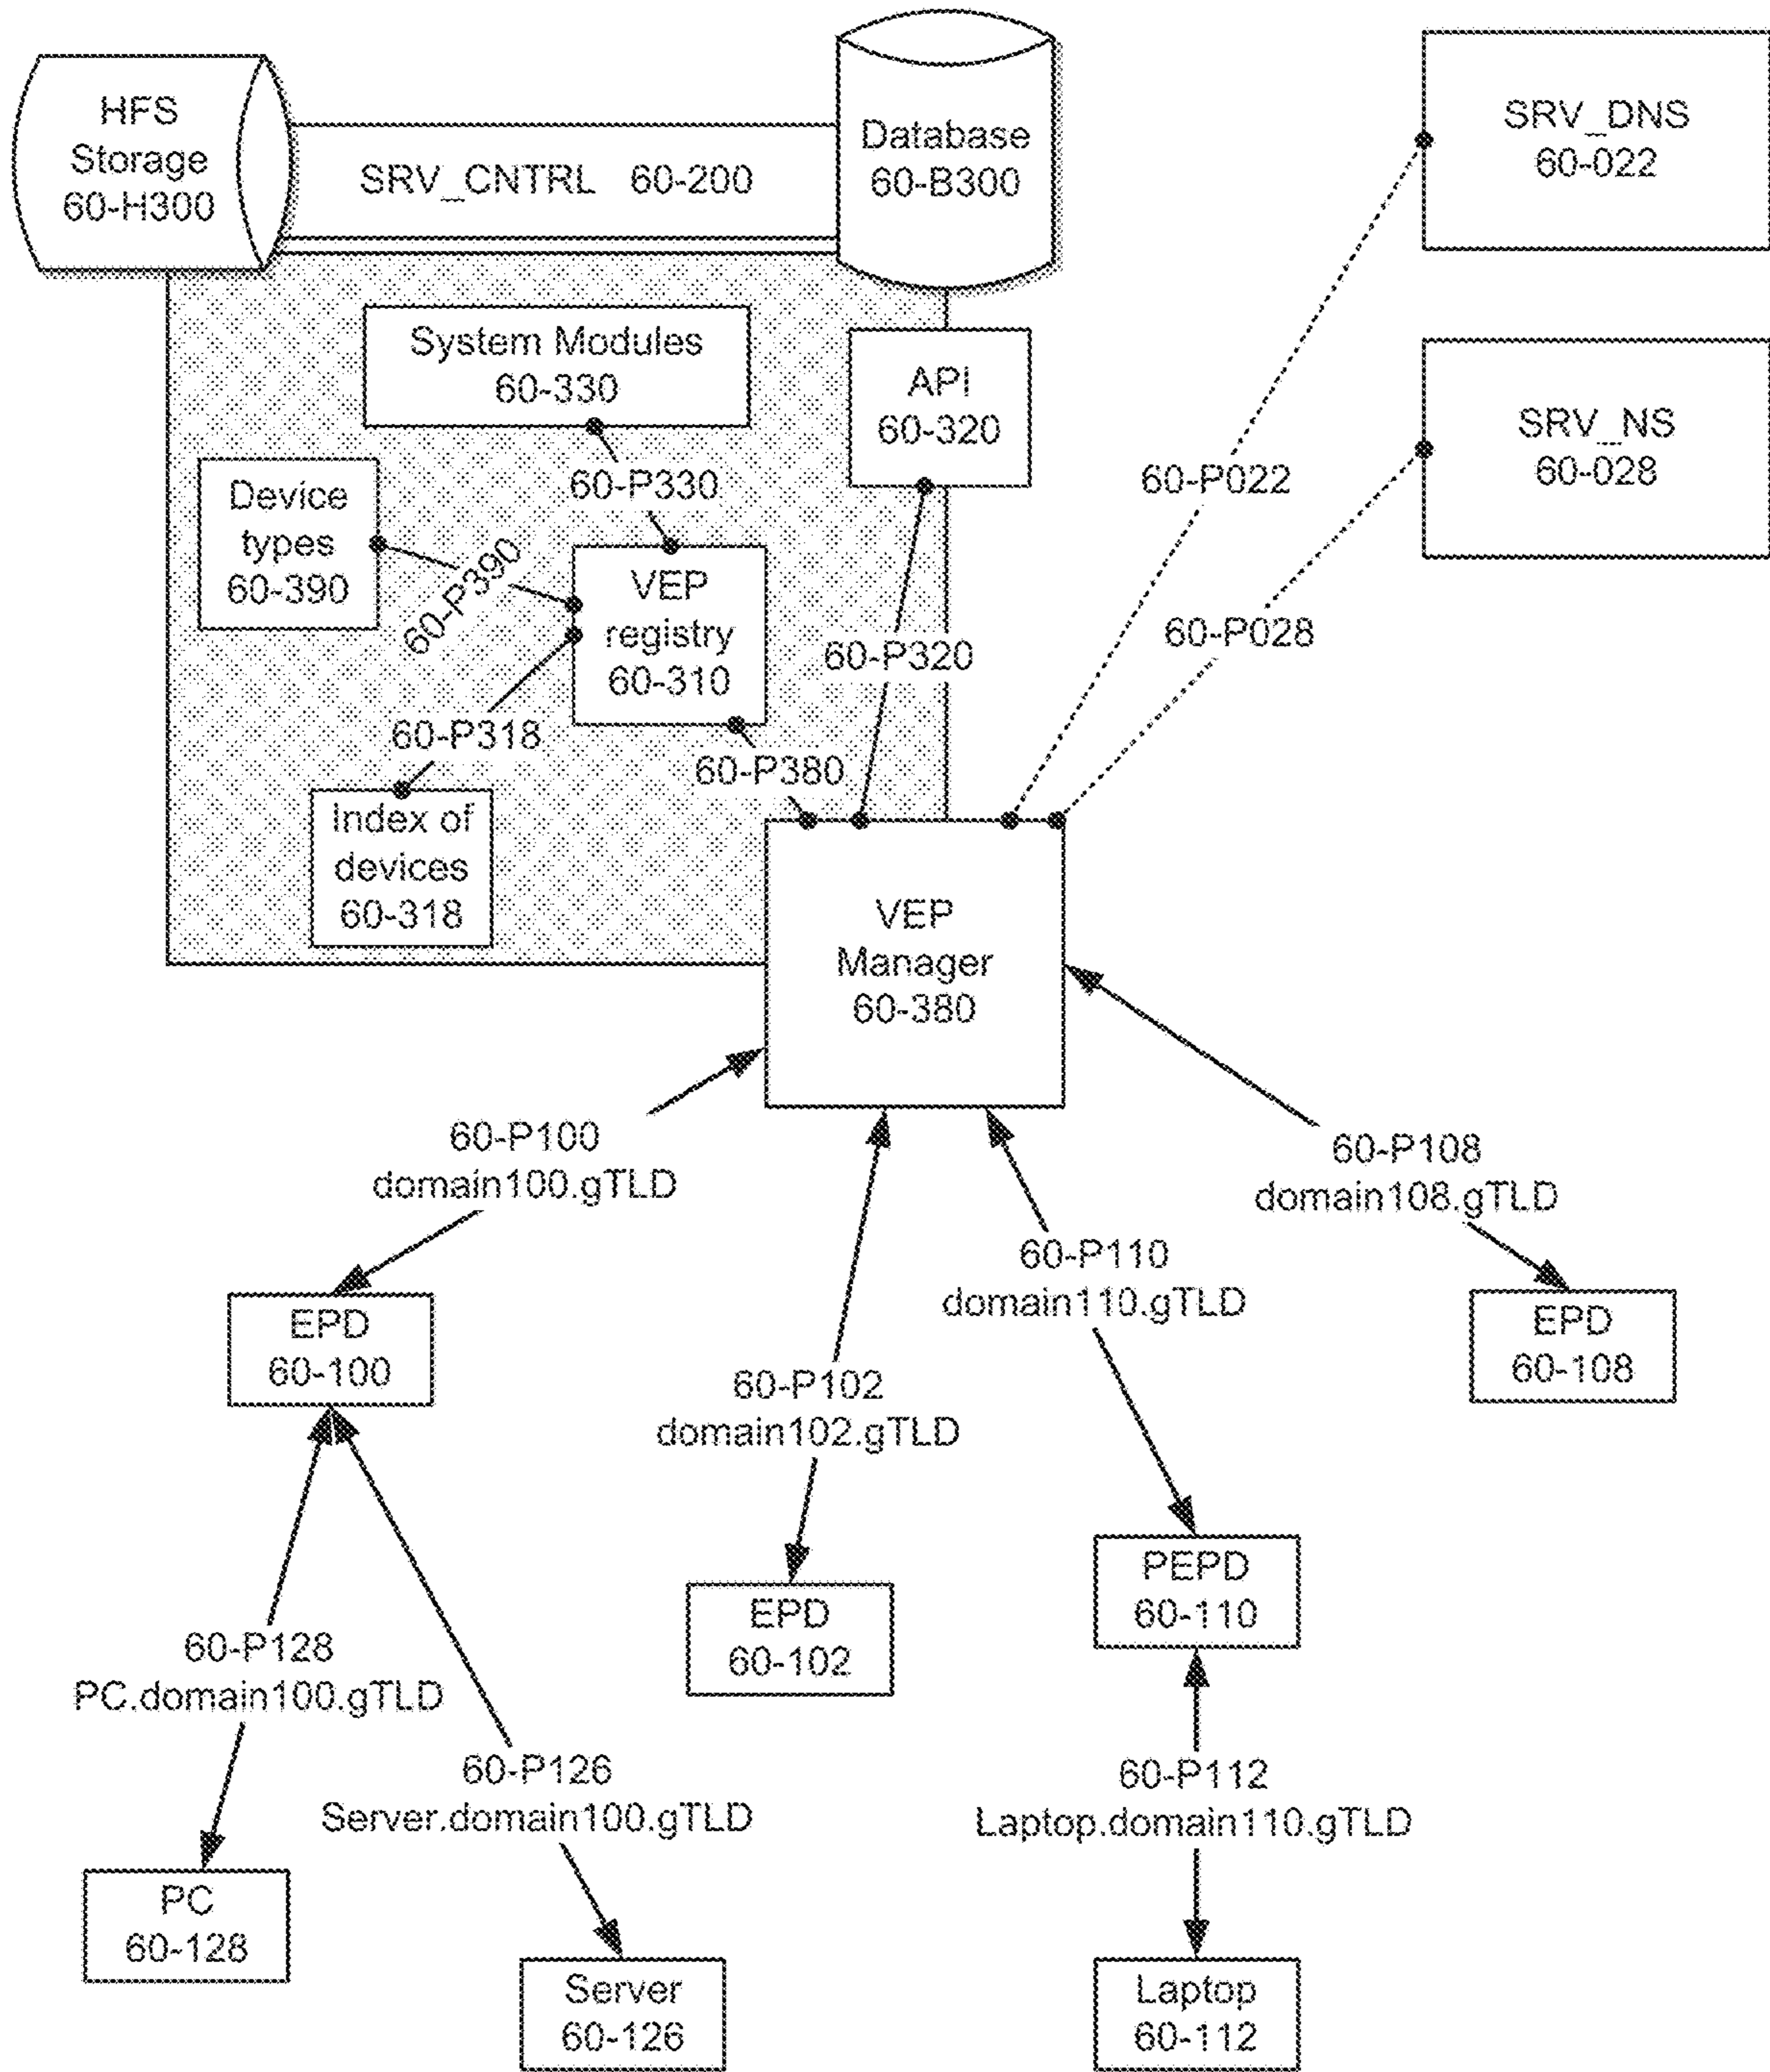 HFS
Storage
60-H300
SRV_CNTRL 60-200
Database
60-B300
SRV_DNS
60-022
System Modules
60-330
API
60-320
SRV_NS
60-028
60-P330
60-P022
Device
types
60-390
60-P390
VEP
registry
60-310
60-P320
60-P028
60-P318
60-P380
Index of
devices
60-318
VEP
Manager
60-380
60-P100
domain100.gTLD
60-P108
domain108.gTLD
60-P110
domain110.gTLD
EPD
60-100
EPD
60-108
60-P102
domain102.gTLD
PEPD
60-110
EPD
60-102
60-P128
PC.domain100.gTLD
60-P126
Server.domain100.gTLD
60-P112
Laptop.domain110.gTLD
PC
60-128
Server
60-126
Laptop
60-112